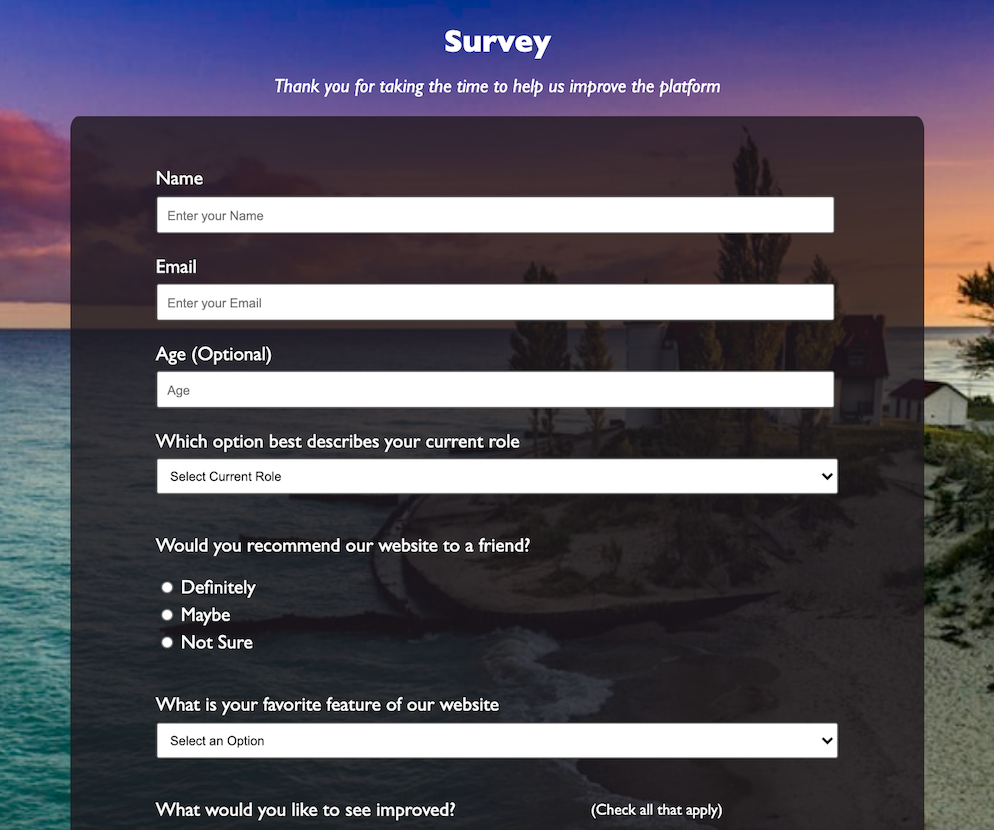 Survey
Thank you for taking the time to help us improve the platform
Name
Enter your Name
Email
Enter your Email
Age (Optional)
Age
Which option best describes your current role
Select Current Role
Would you recommend our website to a friend?
Definitely
Maybe
Not Sure
What is your favorite feature of our website
Select an Option
What would you like to see improved? (Check all that apply)